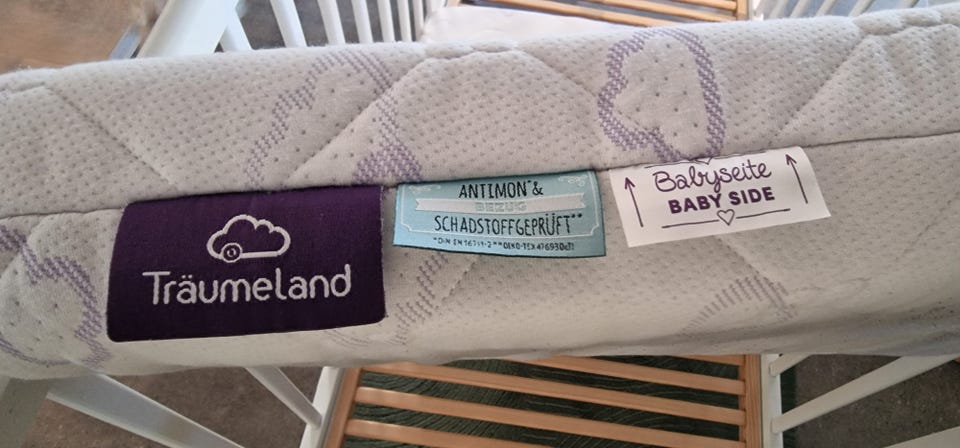 Träumeland
ANTIMON* &
BEZUG
SCHADSTOFFGEPRÜFT**
Babyseite
BABY SIDE